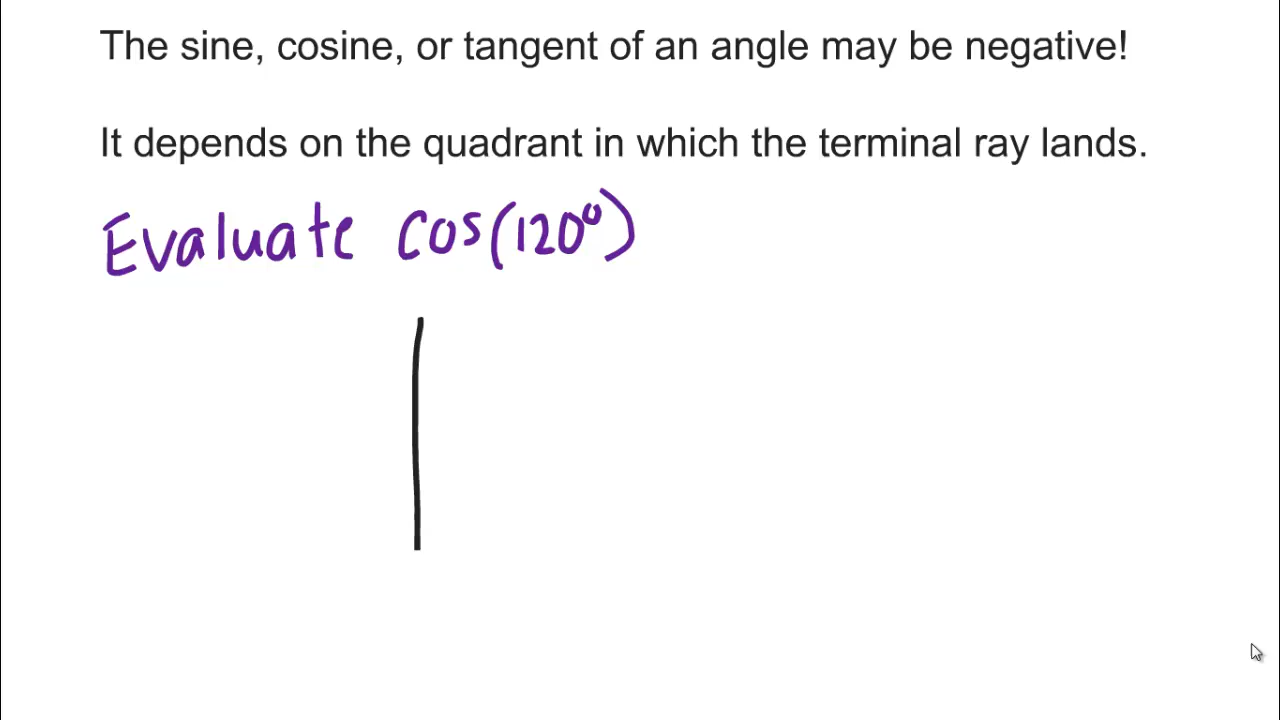 The sine, cosine, or tangent of an angle may be negative!
It depends on the quadrant in which the terminal ray lands.
Evaluate cos(120°)